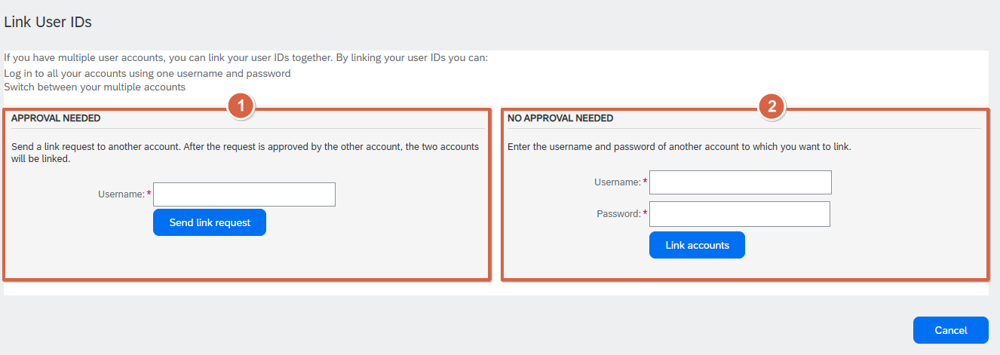 Link User IDs
If you have multiple user accounts, you can link your user IDs together. By linking your user IDs you can:
Log in to all your accounts using one username and password
Switch between your multiple accounts
1
APPROVAL NEEDED
Send a link request to another account. After the request is approved by the other account, the two accounts
will be linked.
Username: *
Send link request
2
NO APPROVAL NEEDED
Enter the username and password of another account to which you want to link.
Username: *
Password: *
Link accounts
Cancel